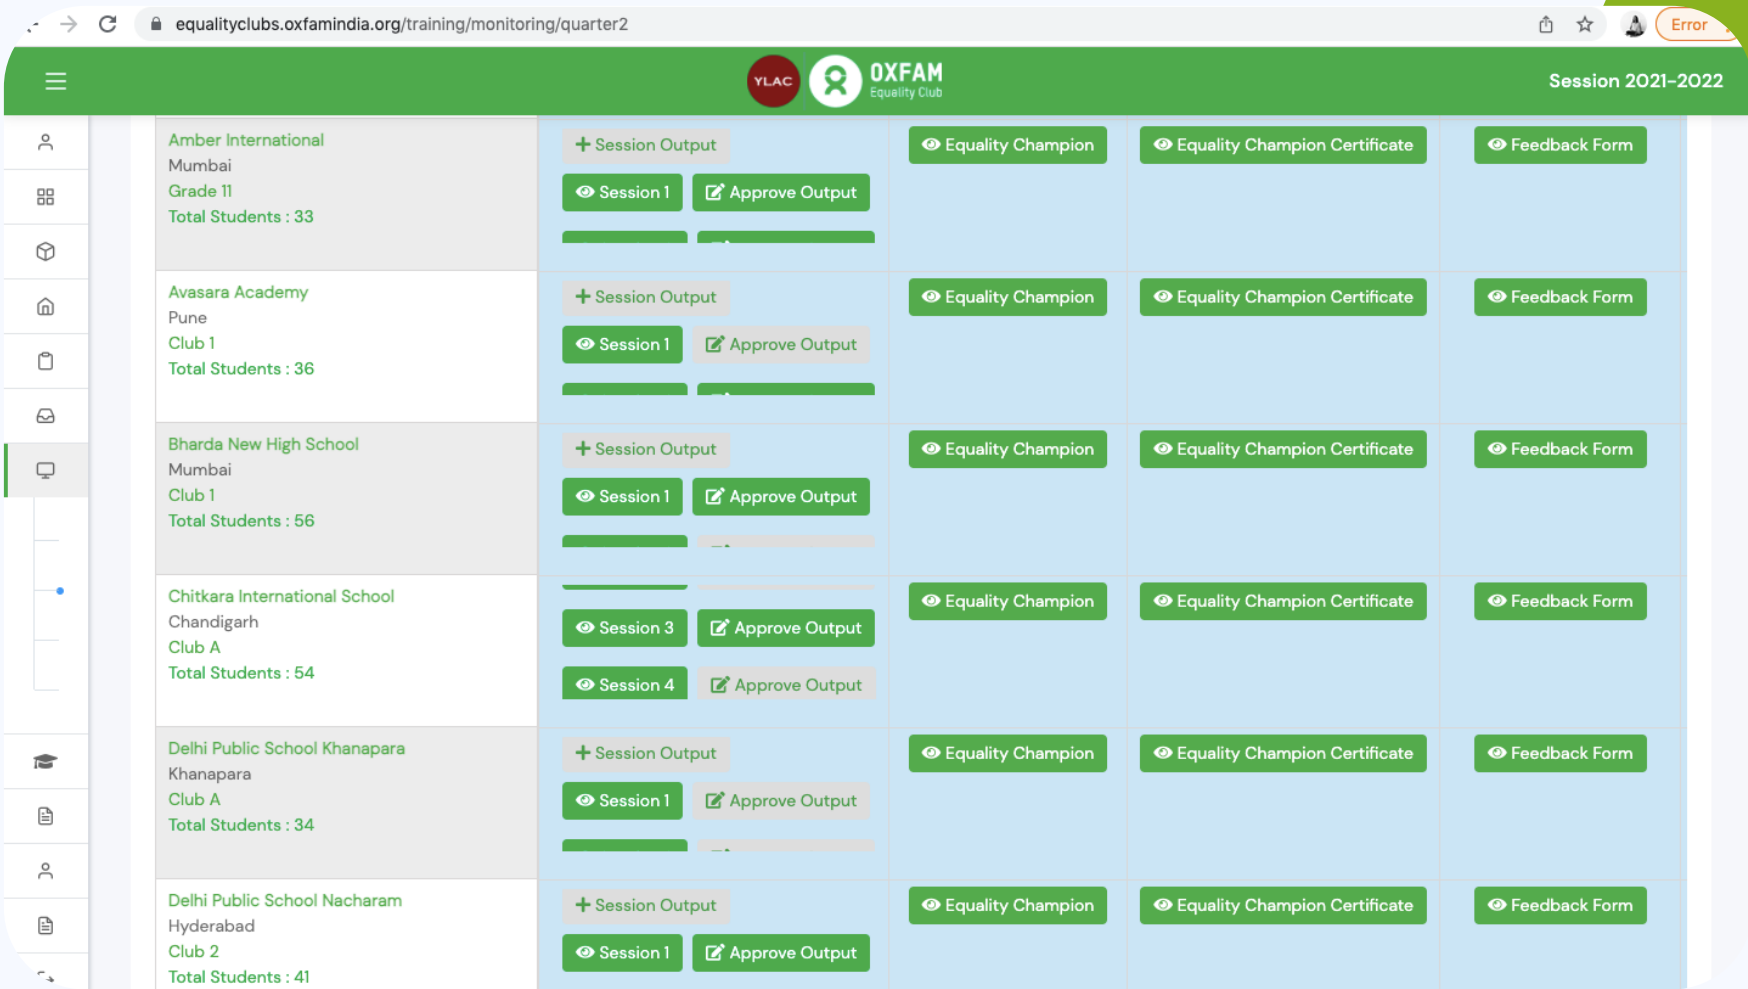 equalityclubs.oxfamindia.org/training/monitoring/quarter2
Error
YLAC
OXFAM
Equality Club
Session 2021-2022
Amber International
Mumbai
Grade 11
Total Students : 33
Session Output
Session 1
Approve Output
Equality Champion
Equality Champion Certificate
Feedback Form
Avasara Academy
Pune
Club 1
Total Students : 36
Session Output
Session 1
Approve Output
Equality Champion
Equality Champion Certificate
Feedback Form
Bharda New High School
Mumbai
Club 1
Total Students : 56
Session Output
Session 1
Approve Output
Equality Champion
Equality Champion Certificate
Feedback Form
Chitkara International School
Chandigarh
Club A
Total Students : 54
Session 3
Approve Output
Session 4
Approve Output
Equality Champion
Equality Champion Certificate
Feedback Form
Delhi Public School Khanapara
Khanapara
Club A
Total Students : 34
Session Output
Session 1
Approve Output
Equality Champion
Equality Champion Certificate
Feedback Form
Delhi Public School Nacharam
Hyderabad
Club 2
Total Students : 41
Session Output
Session 1
Approve Output
Equality Champion
Equality Champion Certificate
Feedback Form